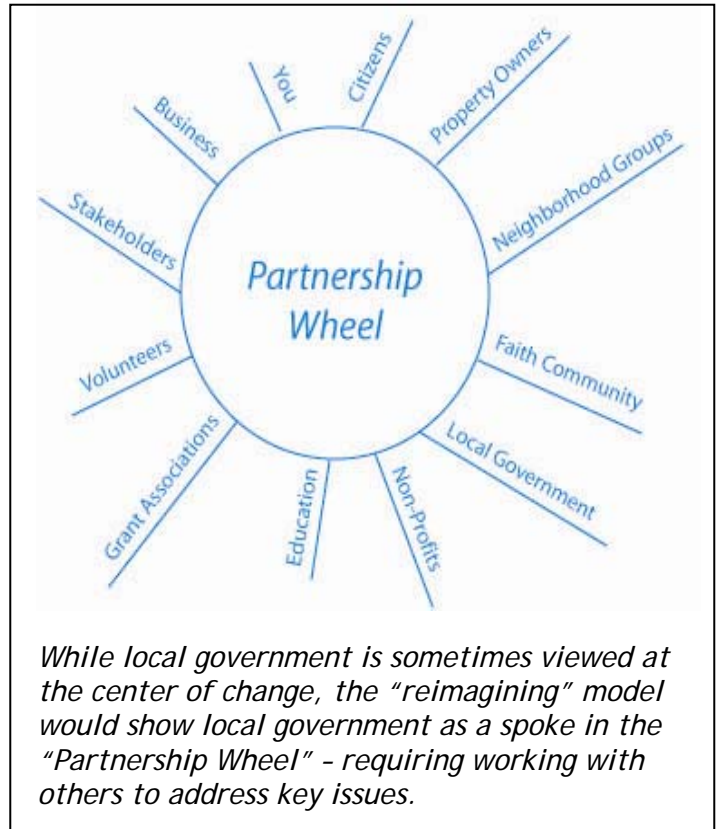 You
Citizens
Property Owners
Neighborhood Groups
Faith Community
Local Government
Non-Profits
Education
Grant Associations
Volunteers
Stakeholders
Business
Partnership
Wheel
While local government is sometimes viewed at
the center of change, the “reimagining” model
would show local government as a spoke in the
“Partnership Wheel” – requiring working with
others to address key issues.